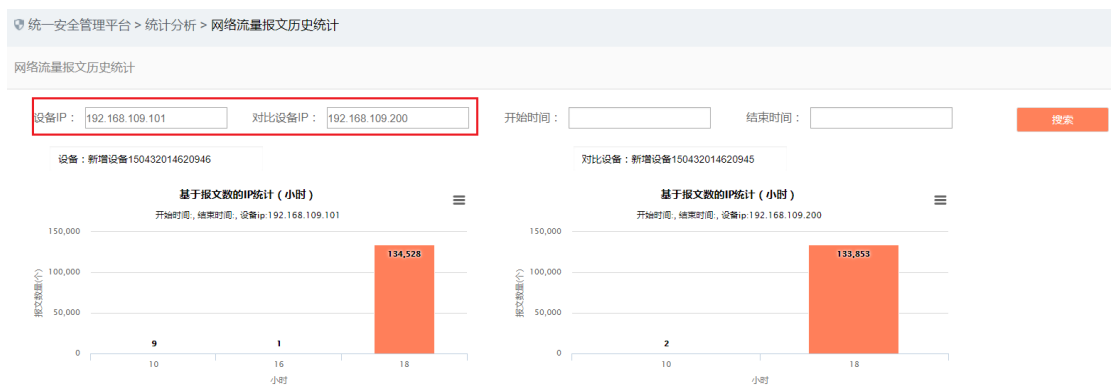 统一安全管理平台 > 统计分析 > 网络流量报文历史统计
网络流量报文历史统计
设备IP： 192.168.109.101 对比设备IP： 192.168.109.200 开始时间： 结束时间： 搜索
设备：新增设备150432014620946 对比设备：新增设备150432014620945
基于报文数的IP统计（小时）
开始时间:, 结束时间:, 设备ip:192.168.109.101
报文数量(个)
150,000
100,000
50,000
0
9 1 134,528
10 16 18
小时
基于报文数的IP统计（小时）
开始时间:, 结束时间:, 设备ip:192.168.109.200
报文数量(个)
150,000
100,000
50,000
0
2 133,853
10 18
小时